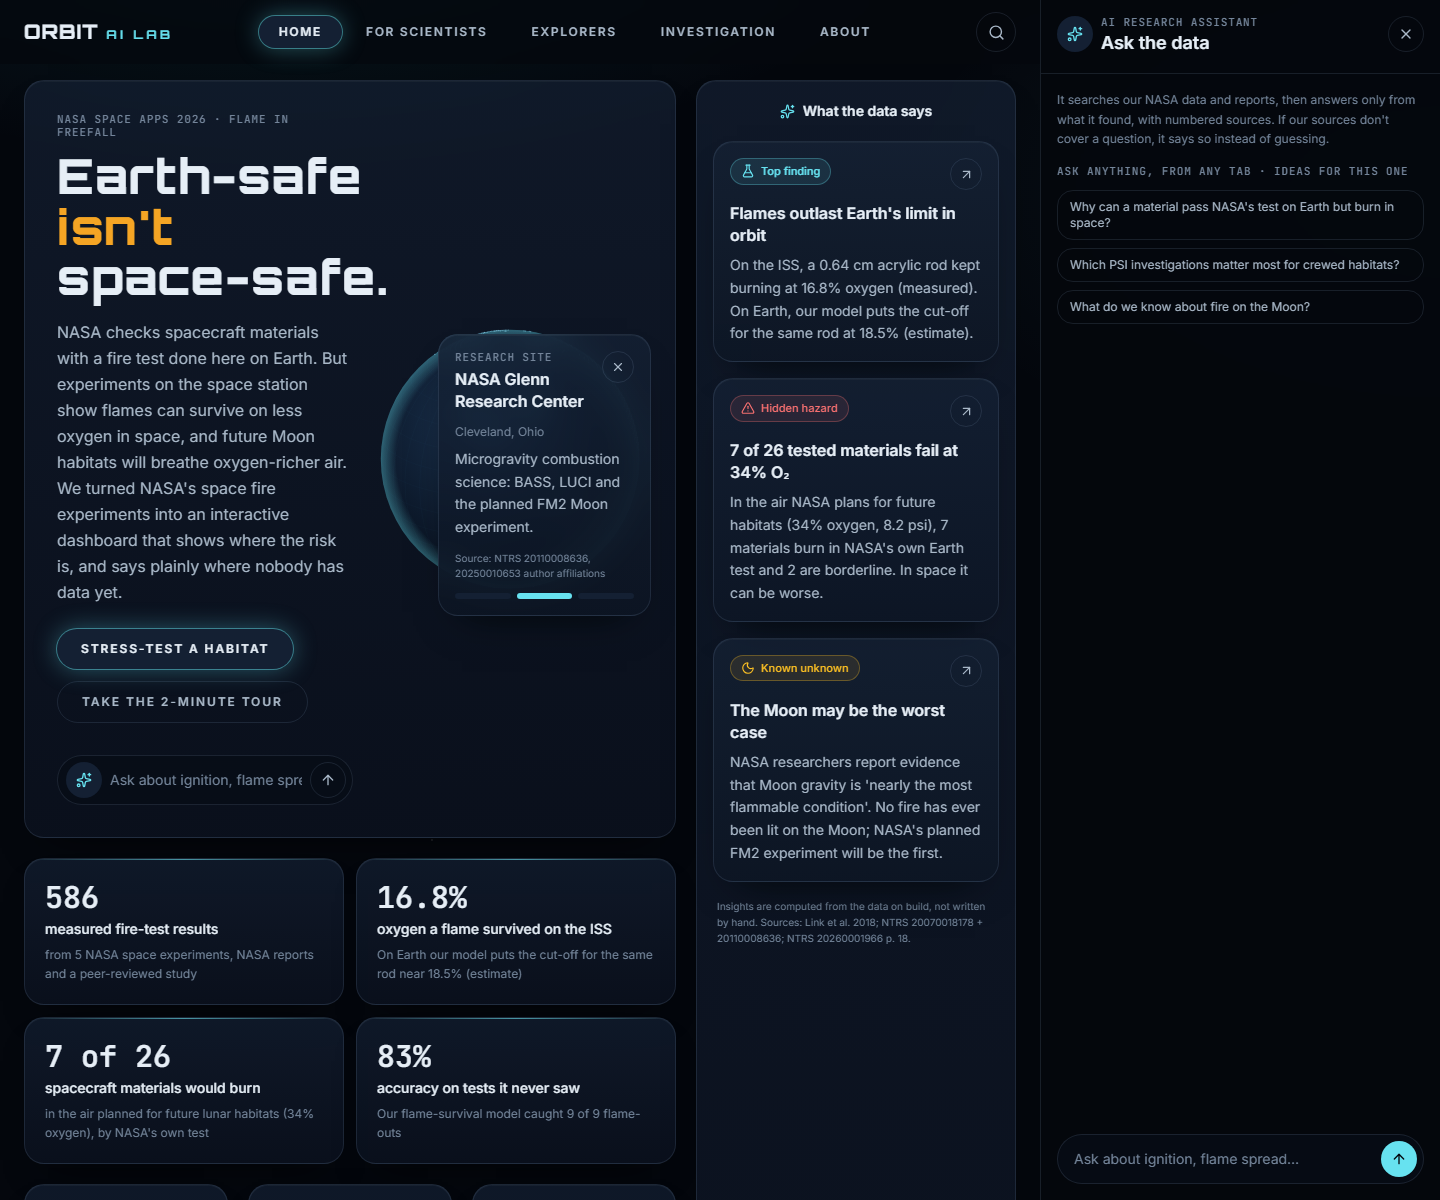 ORBIT AI LAB
HOME
FOR SCIENTISTS
EXPLORERS
INVESTIGATION
ABOUT
NASA SPACE APPS 2026 · FLAME IN
FREEFALL
Earth-safe
isn't
space-safe.
NASA checks spacecraft materials
with a fire test done here on Earth. But
experiments on the space station
show flames can survive on less
oxygen in space, and future Moon
habitats will breathe oxygen-richer air.
We turned NASA's space fire
experiments into an interactive
dashboard that shows where the risk
is, and says plainly where nobody has
data yet.
STRESS-TEST A HABITAT
TAKE THE 2-MINUTE TOUR
Ask about ignition, flame spre
RESEARCH SITE
NASA Glenn
Research Center
Cleveland, Ohio
Microgravity combustion
science: BASS, LUCI and
the planned FM2 Moon
experiment.
Source: NTRS 20110008636,
20250010653 author affiliations
586
measured fire-test results
from 5 NASA space experiments, NASA reports
and a peer-reviewed study
16.8%
oxygen a flame survived on the ISS
On Earth our model puts the cut-off for the same
rod near 18.5% (estimate)
7 of 26
spacecraft materials would burn
in the air planned for future lunar habitats (34%
oxygen), by NASA's own test
83%
accuracy on tests it never saw
Our flame-survival model caught 9 of 9 flame-
outs
What the data says
Top finding
Flames outlast Earth's limit in
orbit
On the ISS, a 0.64 cm acrylic rod kept
burning at 16.8% oxygen (measured).
On Earth, our model puts the cut-off
for the same rod at 18.5% (estimate).
Hidden hazard
7 of 26 tested materials fail at
34% O₂
In the air NASA plans for future
habitats (34% oxygen, 8.2 psi), 7
materials burn in NASA's own Earth
test and 2 are borderline. In space it
can be worse.
Known unknown
The Moon may be the worst
case
NASA researchers report evidence
that Moon gravity is 'nearly the most
flammable condition'. No fire has ever
been lit on the Moon; NASA's planned
FM2 experiment will be the first.
Insights are computed from the data on build, not written
by hand. Sources: Link et al. 2018; NTRS 20070018178 +
20110008636; NTRS 20260001966 p. 18.
AI RESEARCH ASSISTANT
Ask the data
It searches our NASA data and reports, then answers only from
what it found, with numbered sources. If our sources don't
cover a question, it says so instead of guessing.
ASK ANYTHING, FROM ANY TAB · IDEAS FOR THIS ONE
Why can a material pass NASA's test on Earth but burn in
space?
Which PSI investigations matter most for crewed habitats?
What do we know about fire on the Moon?
Ask about ignition, flame spread...